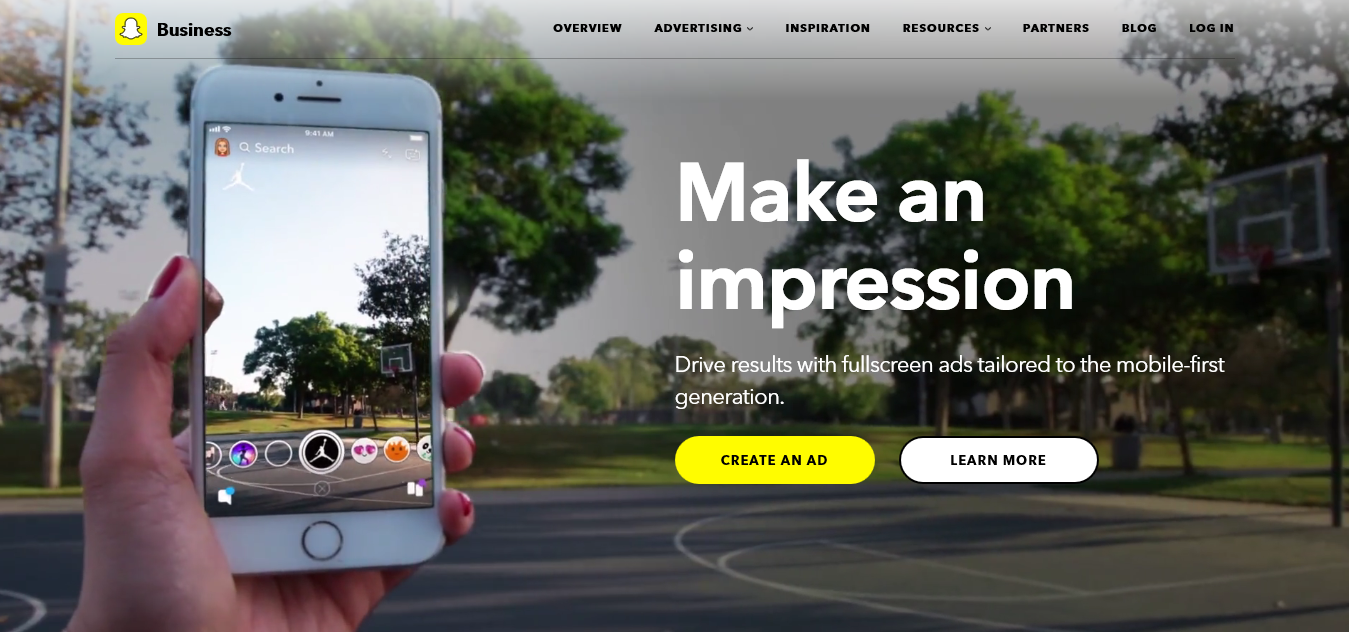 Business
OVERVIEW ADVERTISING INSPIRATION RESOURCES PARTNERS BLOG LOG IN
9:41 AM
Search
Make an
impression
Drive results with fullscreen ads tailored to the mobile-first
generation.
CREATE AN AD LEARN MORE